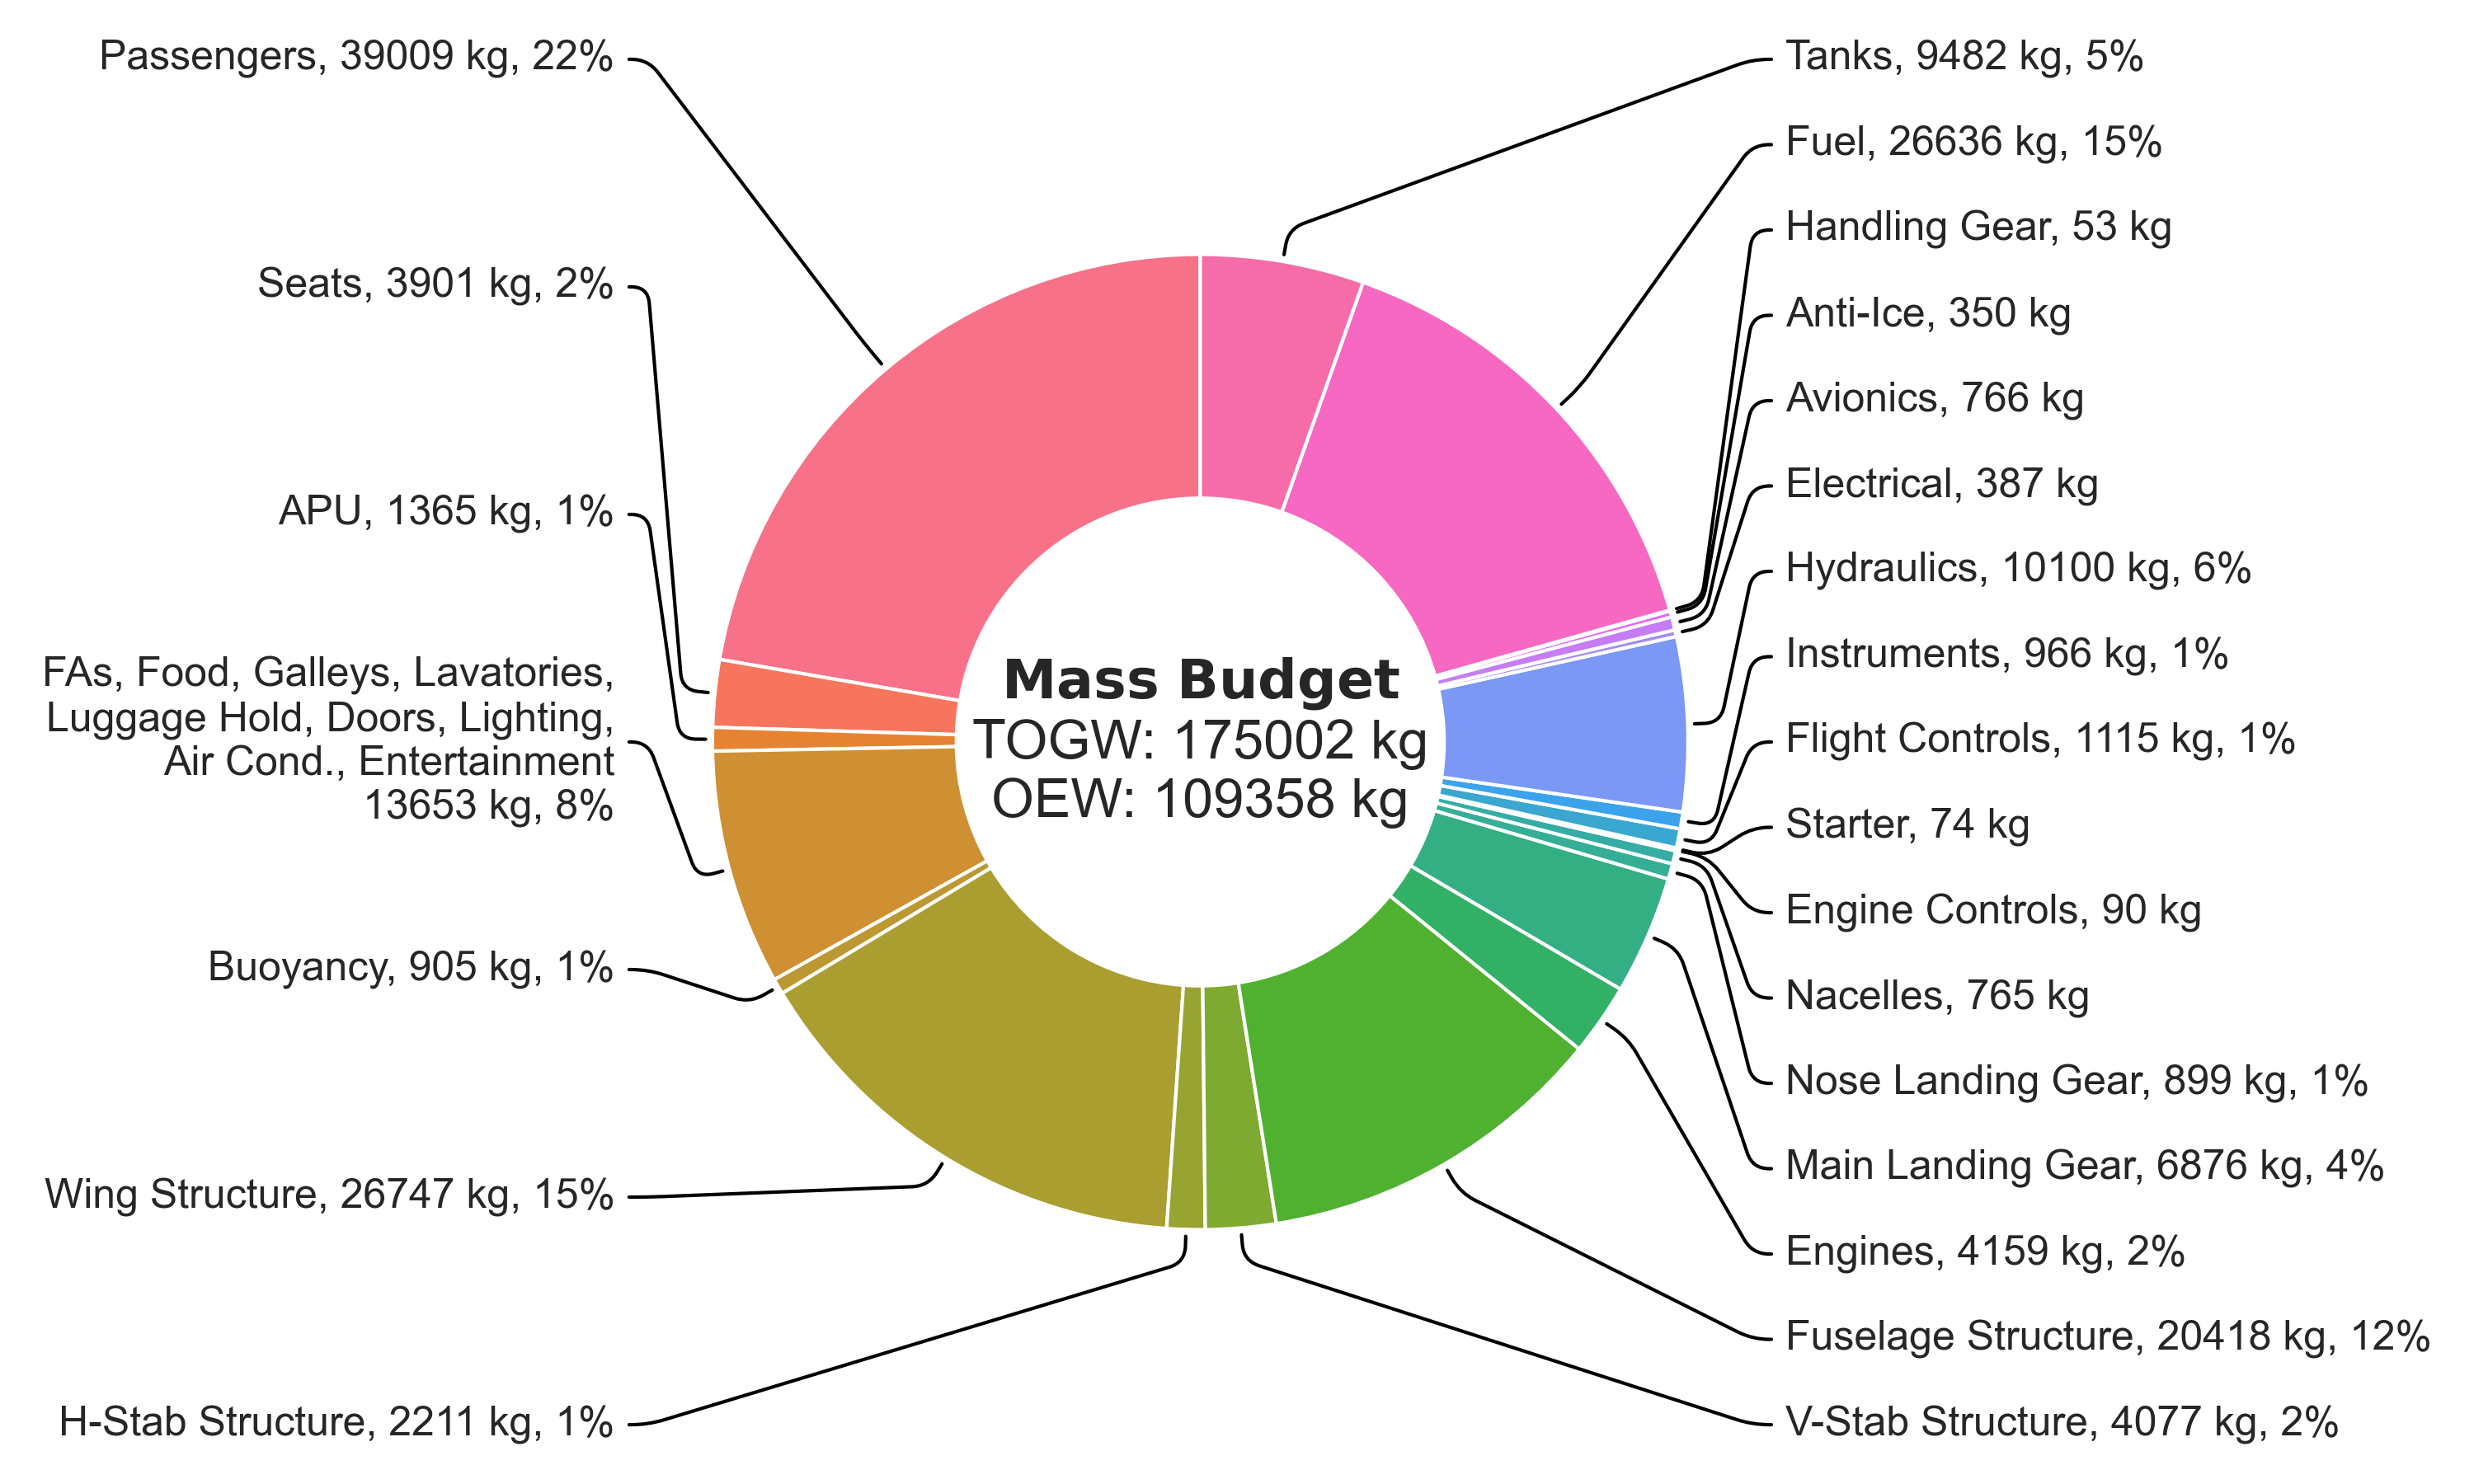 Passengers, 39009 kg, 22%
Seats, 3901 kg, 2%
APU, 1365 kg, 1%
FAs, Food, Galleys, Lavatories,
Luggage Hold, Doors, Lighting,
Air Cond., Entertainment
13653 kg, 8%
Buoyancy, 905 kg, 1%
Wing Structure, 26747 kg, 15%
H-Stab Structure, 2211 kg, 1%
Mass Budget
TOGW: 175002 kg
OEW: 109358 kg
Tanks, 9482 kg, 5%
Fuel, 26636 kg, 15%
Handling Gear, 53 kg
Anti-Ice, 350 kg
Avionics, 766 kg
Electrical, 387 kg
Hydraulics, 10100 kg, 6%
Instruments, 966 kg, 1%
Flight Controls, 1115 kg, 1%
Starter, 74 kg
Engine Controls, 90 kg
Nacelles, 765 kg
Nose Landing Gear, 899 kg, 1%
Main Landing Gear, 6876 kg, 4%
Engines, 4159 kg, 2%
Fuselage Structure, 20418 kg, 12%
V-Stab Structure, 4077 kg, 2%